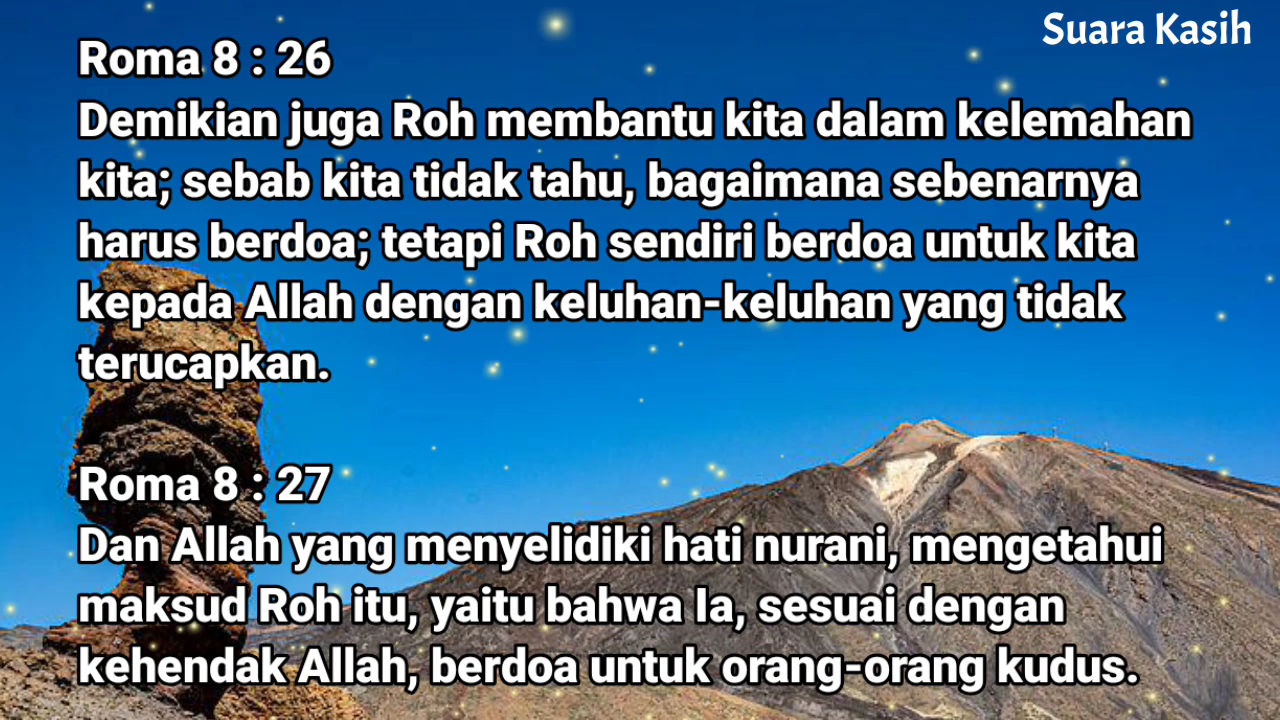 Suara Kasih
Roma 8 : 26
Demikian juga Roh membantu kita dalam kelemahan
kita; sebab kita tidak tahu, bagaimana sebenarnya
harus berdoa; tetapi Roh sendiri berdoa untuk kita
kepada Allah dengan keluhan-keluhan yang tidak
terucapkan.
Roma 8 : 27
Dan Allah yang menyelidiki hati nurani, mengetahui
maksud Roh itu, yaitu bahwa Ia, sesuai dengan
kehendak Allah, berdoa untuk orang-orang kudus.